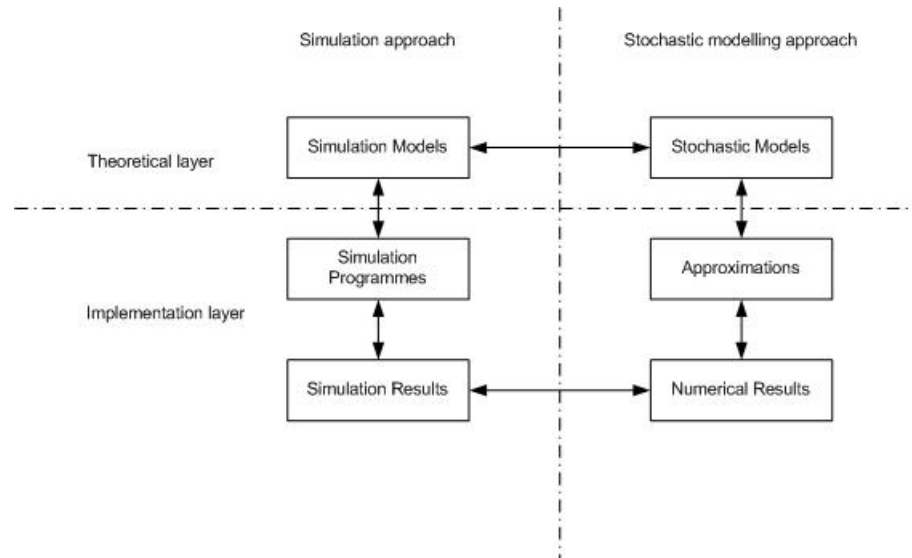 Simulation approach
Stochastic modelling approach
Theoretical layer
Simulation Models
Stochastic Models
Simulation
Programmes
Approximations
Implementation layer
Simulation Results
Numerical Results